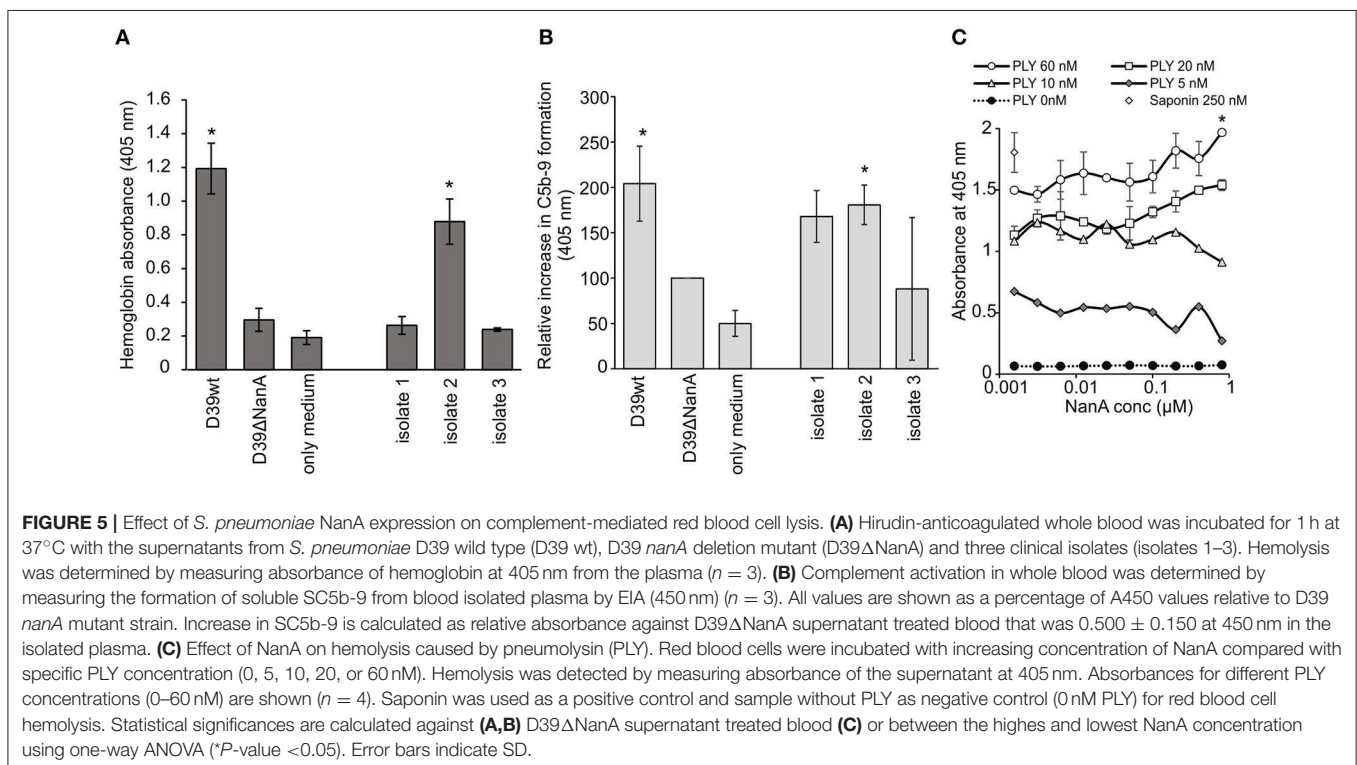 A
Hemoglobin absorbance (405 nm)
1.6
1.4
1.2
1.0
0.8
0.6
0.4
0.2
0
*
*
D39wt
D39ΔNanA
only medium
isolate 1
isolate 2
isolate 3
B
Relative increase in C5b-9 formation
(405 nm)
300
250
200
150
100
50
0
*
*
D39wt
D39ΔNanA
only medium
isolate 1
isolate 2
isolate 3
C
PLY 60 nM
PLY 20 nM
PLY 10 nM
PLY 5 nM
PLY 0nM
Saponin 250 nM
*
Absorbance at 405 nm
2
1.5
1
0.5
0
0.001
0.01
0.1
1
NanA conc (μM)
FIGURE 5 | Effect of S. pneumoniae NanA expression on complement-mediated red blood cell lysis. (A) Hirudin-anticoagulated whole blood was incubated for 1 h at
37°C with the supernatants from S. pneumoniae D39 wild type (D39 wt), D39 nanA deletion mutant (D39ΔNanA) and three clinical isolates (isolates 1–3). Hemolysis
was determined by measuring absorbance of hemoglobin at 405 nm from the plasma (n = 3). (B) Complement activation in whole blood was determined by
measuring the formation of soluble SC5b-9 from blood isolated plasma by EIA (450 nm) (n = 3). All values are shown as a percentage of A450 values relative to D39
nanA mutant strain. Increase in SC5b-9 is calculated as relative absorbance against D39ΔNanA supernatant treated blood that was 0.500 ± 0.150 at 450 nm in the
isolated plasma. (C) Effect of NanA on hemolysis caused by pneumolysin (PLY). Red blood cells were incubated with increasing concentration of NanA compared with
specific PLY concentration (0, 5, 10, 20, or 60 nM). Hemolysis was detected by measuring absorbance of the supernatant at 405 nm. Absorbances for different PLY
concentrations (0–60 nM) are shown (n = 4). Saponin was used as a positive control and sample without PLY as negative control (0 nM PLY) for red blood cell
hemolysis. Statistical significances are calculated against (A,B) D39ΔNanA supernatant treated blood (C) or between the highes and lowest NanA concentration
using one-way ANOVA (*P-value <0.05). Error bars indicate SD.